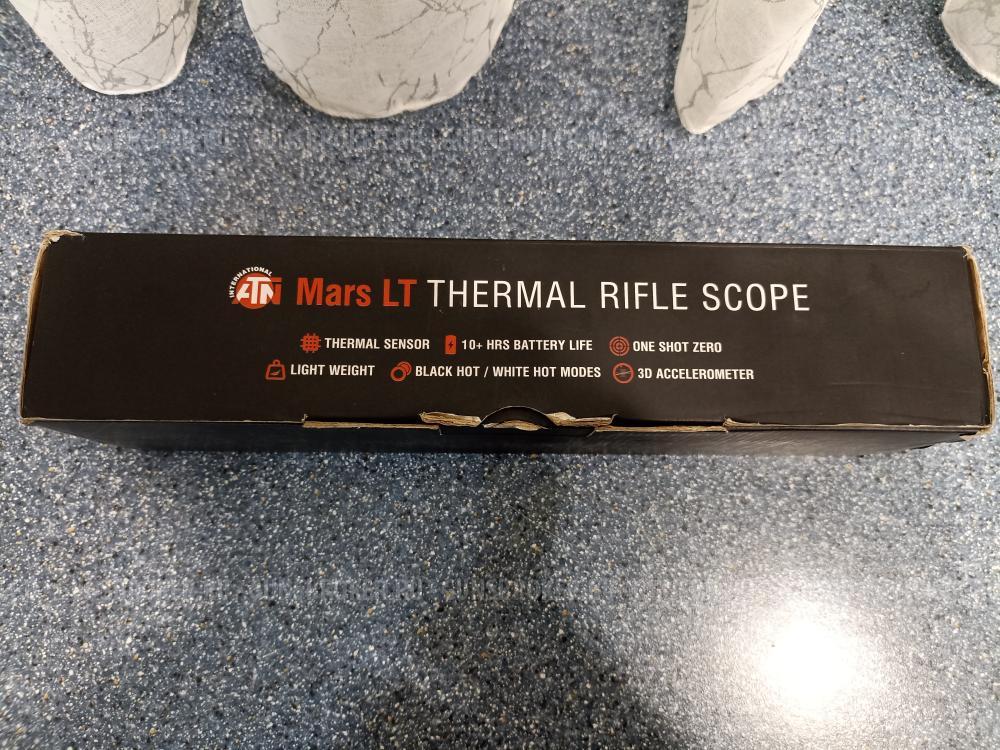 INTERNATIONAL
ATN Mars LT THERMAL RIFLE SCOPE
THERMAL SENSOR 10+ HRS BATTERY LIFE ONE SHOT ZERO
LIGHT WEIGHT BLACK HOT / WHITE HOT MODES 3D ACCELEROMETER